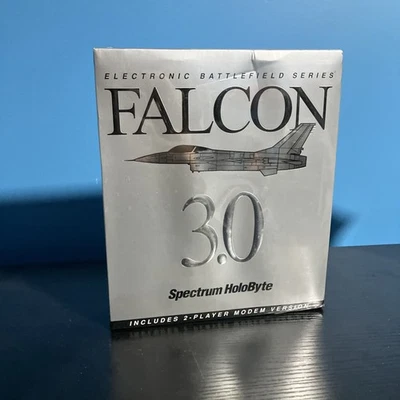 ELECTRONIC BATTLEFIELD SERIES
FALCON
3.0
Spectrum HoloByte
INCLUDES 2-PLAYER MODEM VERSION